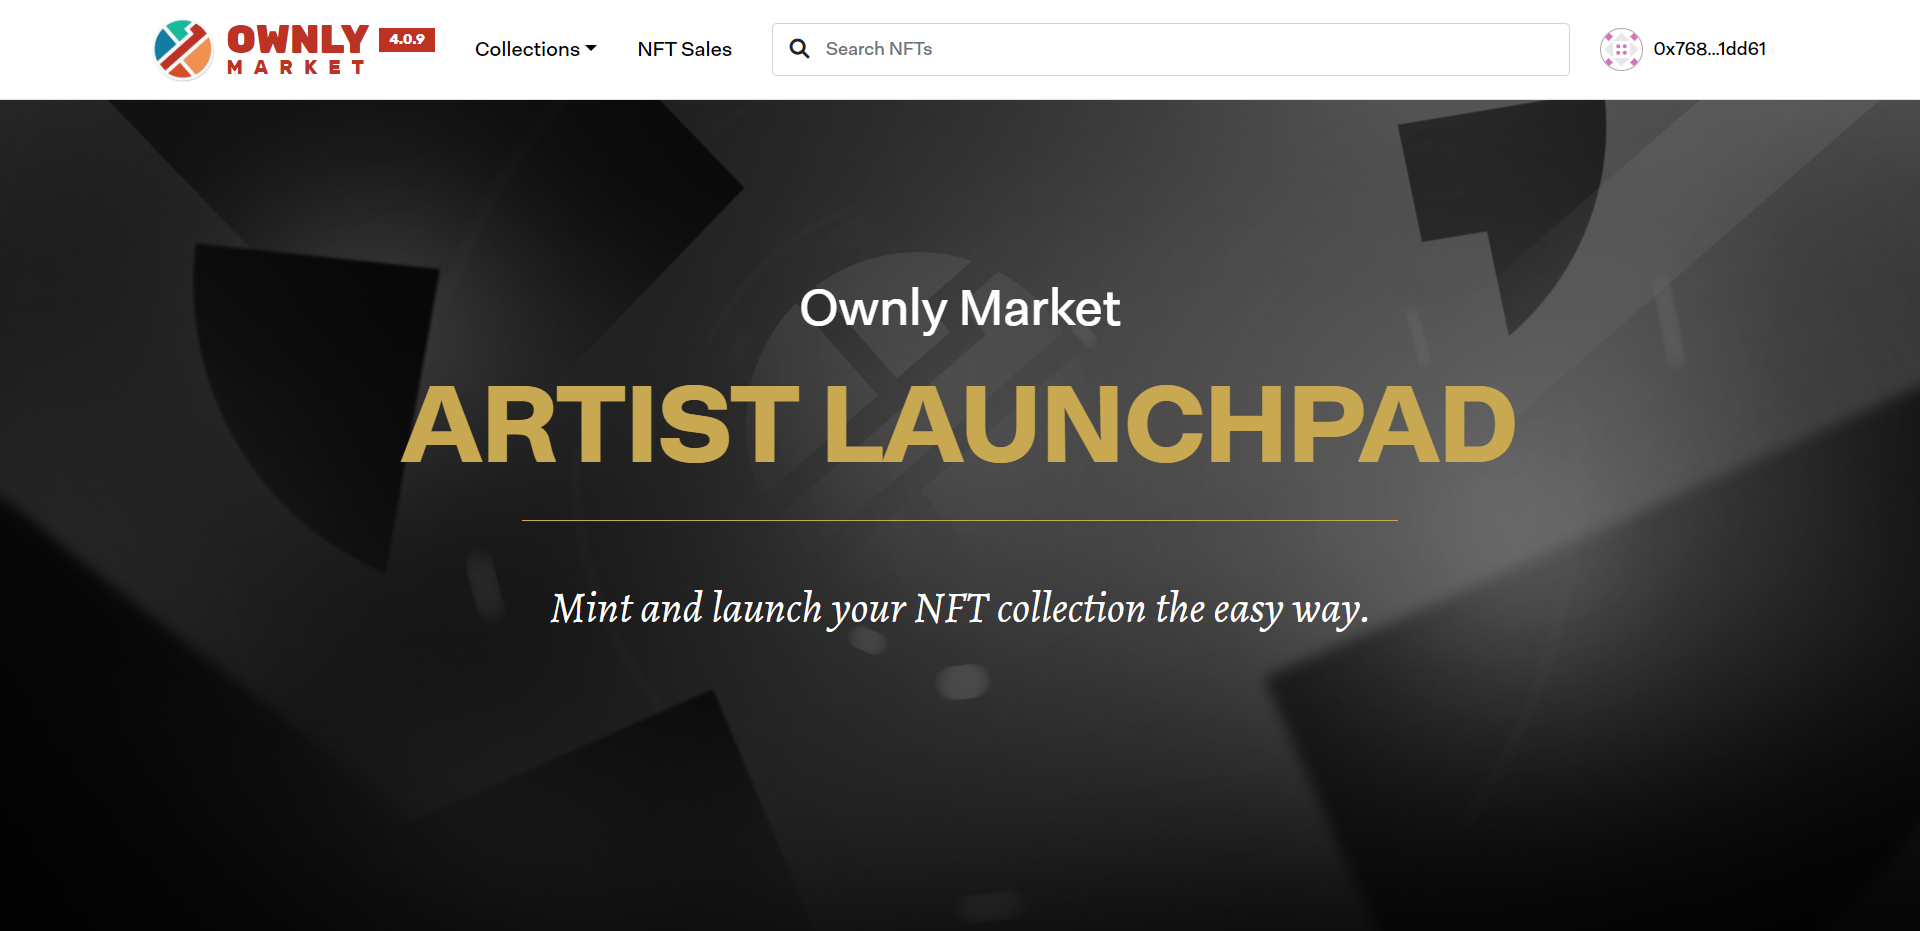 OWNLY
MARKET
4.0.9
Collections
NFT Sales
Search NFTs
0x768...1dd61
Ownly Market
ARTIST LAUNCHPAD
Mint and launch your NFT collection the easy way.